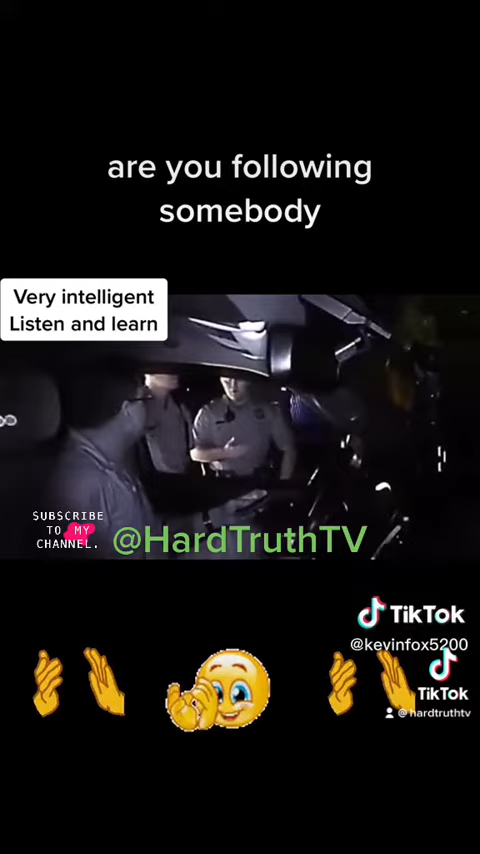 are you following
somebody
Very intelligent
Listen and learn
SUBSCRIBE
TO MY
CHANNEL.
@HardTruthTV
TikTok
@kevinfox5200
TikTok
@hardtruthtv